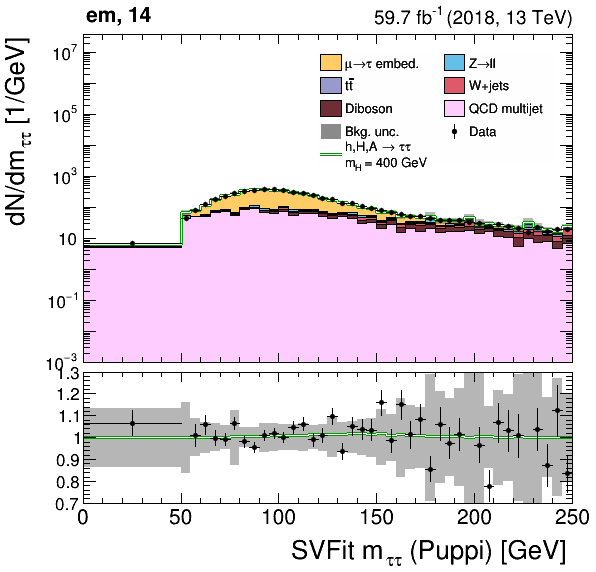 em, 14
59.7 fb⁻¹ (2018, 13 TeV)
dN/dm_ττ [1/GeV]
10⁷
10⁵
10³
10
10⁻¹
10⁻³
μ→τ embed.
Z→ll
tt̄
W+jets
Diboson
QCD multijet
Bkg. unc.
Data
h,H,A → ττ
m_H = 400 GeV
1.3
1.2
1.1
1
0.9
0.8
0.7
0 50 100 150 200 250
SVFit m_ττ (Puppi) [GeV]